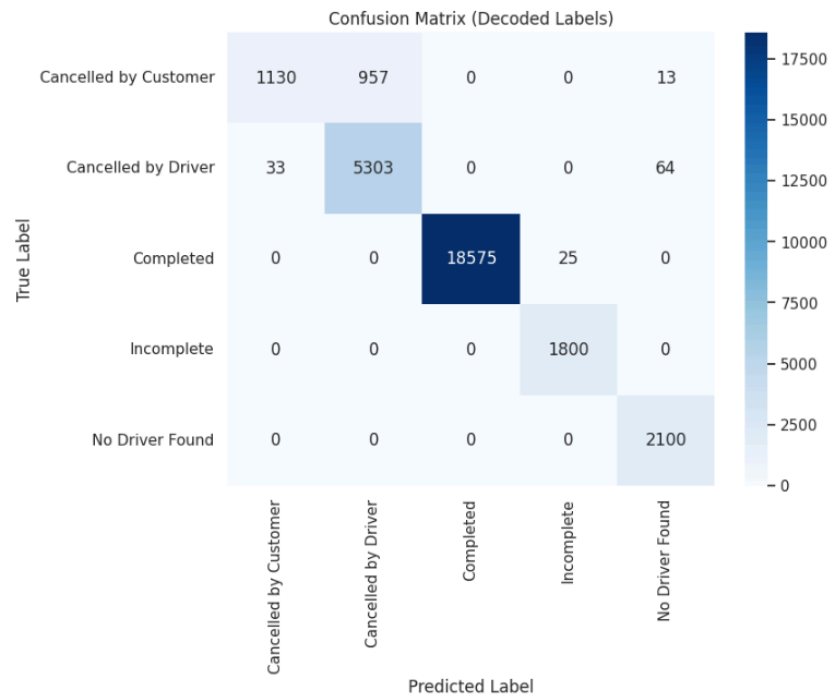 Confusion Matrix (Decoded Labels)
Cancelled by Customer 1130 957 0 0 13
Cancelled by Driver 33 5303 0 0 64
Completed 0 0 18575 25 0
Incomplete 0 0 0 1800 0
No Driver Found 0 0 0 0 2100
True Label
Cancelled by Customer
Cancelled by Driver
Completed
Incomplete
No Driver Found
Predicted Label
17500
15000
12500
10000
7500
5000
2500
0